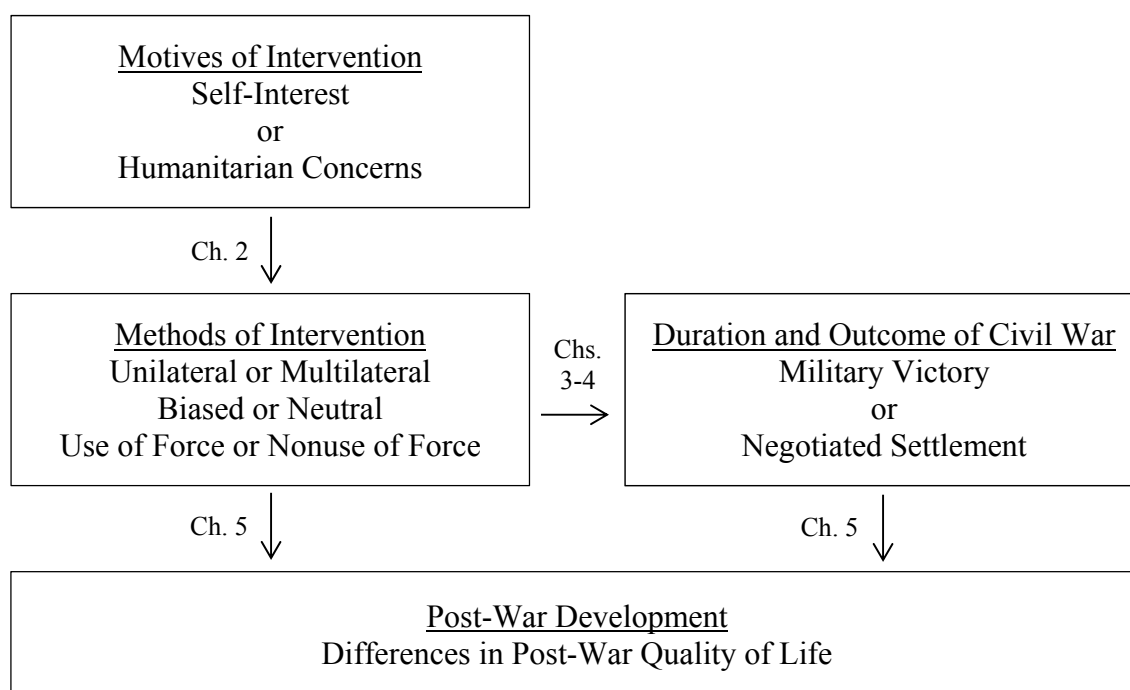 Motives of Intervention
Self-Interest
or
Humanitarian Concerns
Ch. 2
Methods of Intervention
Unilateral or Multilateral
Biased or Neutral
Use of Force or Nonuse of Force
Chs.
3-4
Duration and Outcome of Civil War
Military Victory
or
Negotiated Settlement
Ch. 5
Ch. 5
Post-War Development
Differences in Post-War Quality of Life